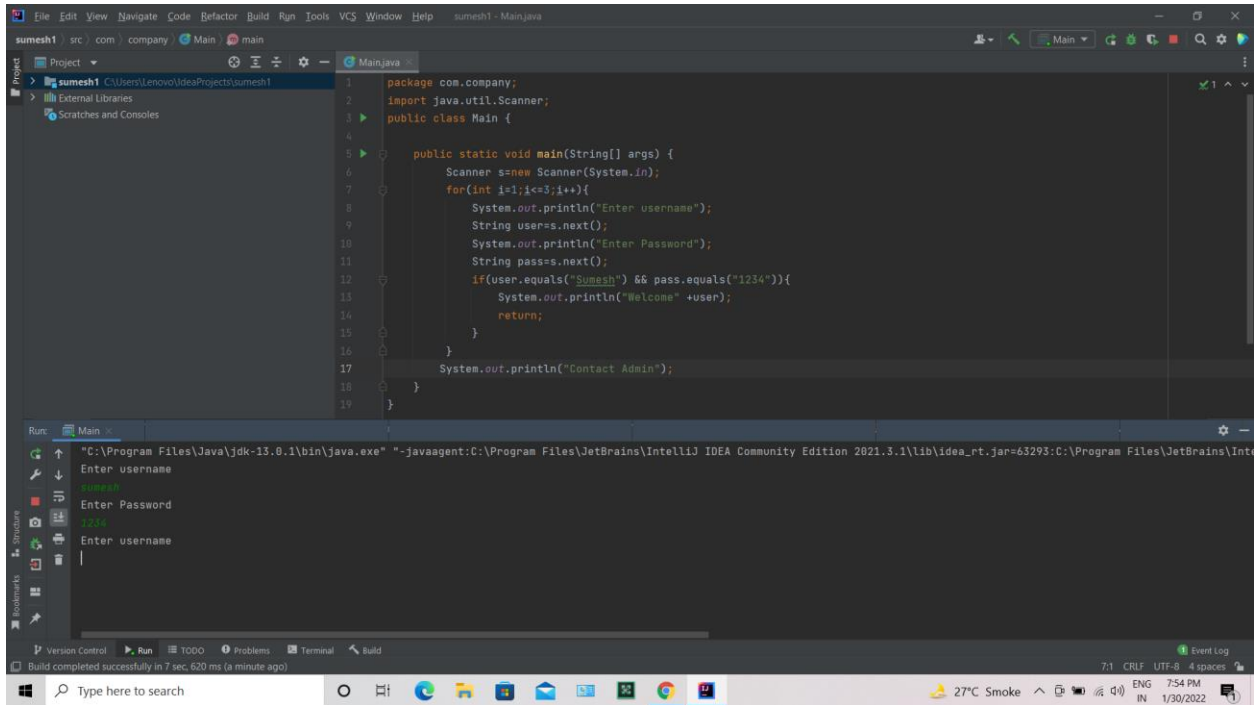 File Edit View Navigate Code Refactor Build Run Tools VCS Window Help sumesh1 - Main.java
sumesh1 src com company Main main
Main
Project
Project
Main.java
sumesh1 C:\Users\Lenovo\IdeaProjects\sumesh1
External Libraries
Scratches and Consoles
1 package com.company;
2 import java.util.Scanner;
3 public class Main {
4
5 public static void main(String[] args) {
6 Scanner s=new Scanner(System.in);
7 for(int i=1;i<=3;i++){
8 System.out.println("Enter username");
9 String user=s.next();
10 System.out.println("Enter Password");
11 String pass=s.next();
12 if(user.equals("Sumesh") && pass.equals("1234")){
13 System.out.println("Welcome" +user);
14 return;
15 }
16 }
17 System.out.println("Contact Admin");
18 }
19 }
1
Run: Main
"C:\Program Files\Java\jdk-13.0.1\bin\java.exe" "-javaagent:C:\Program Files\JetBrains\IntelliJ IDEA Community Edition 2021.3.1\lib\idea_rt.jar=63293:C:\Program Files\JetBrains\Inte
Enter username
sumesh
Enter Password
1234
Enter username
Structure
Bookmarks
Version Control Run TODO Problems Terminal Build
1 Event Log
Build completed successfully in 7 sec, 620 ms (a minute ago)
7:1 CRLF UTF-8 4 spaces
Type here to search
27°C Smoke
ENG
IN
7:54 PM
1/30/2022
1